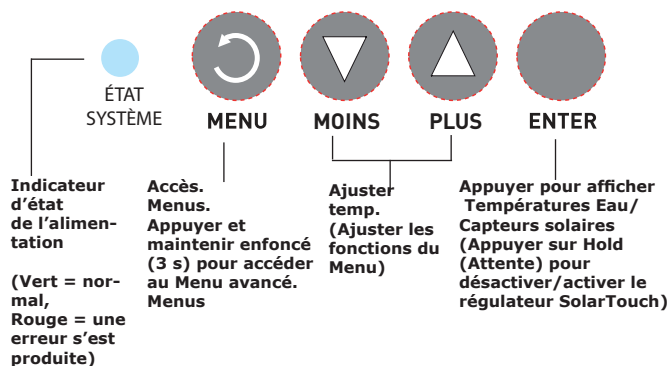 ÉTAT
SYSTÈME
MENU
MOINS
PLUS
ENTER
Indicateur
d'état
de l'alimen-
tation
(Vert = nor-
mal,
Rouge = une
erreur s'est
produite)
Accès.
Menus.
Appuyer et
maintenir enfoncé
(3 s) pour accéder
au Menu avancé.
Menus
Ajuster
temp.
(Ajuster les
fonctions du
Menu)
Appuyer pour afficher
Températures Eau/
Capteurs solaires
(Appuyer sur Hold
(Attente) pour
désactiver/activer le
régulateur SolarTouch)